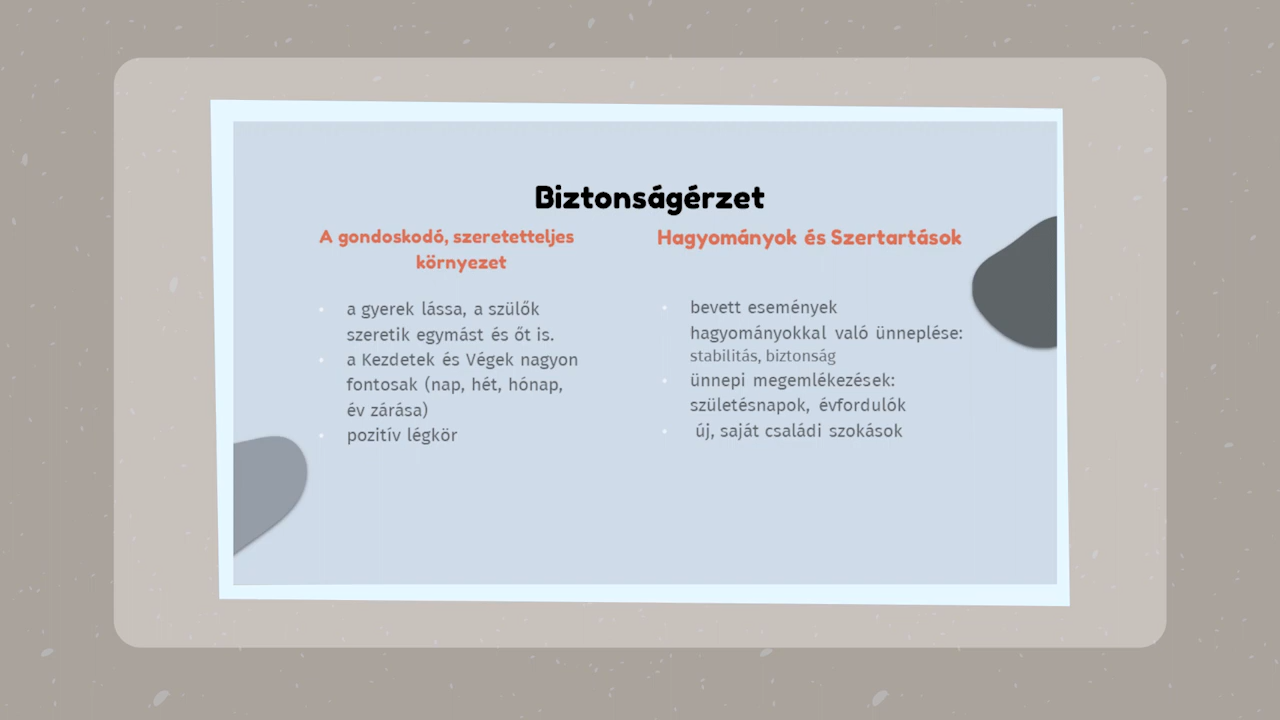 Biztonságérzet
A gondoskodó, szeretetteljes
környezet
a gyerek lássa, a szülők
szeretik egymást és őt is.
a Kezdetek és Végek nagyon
fontosak (nap, hét, hónap,
év zárása)
pozitív légkör
Hagyományok és Szertartások
bevett események
hagyományokkal való ünneplése:
stabilitás, biztonság
ünnepi megemlékezések:
születésnapok, évfordulók
új, saját családi szokások